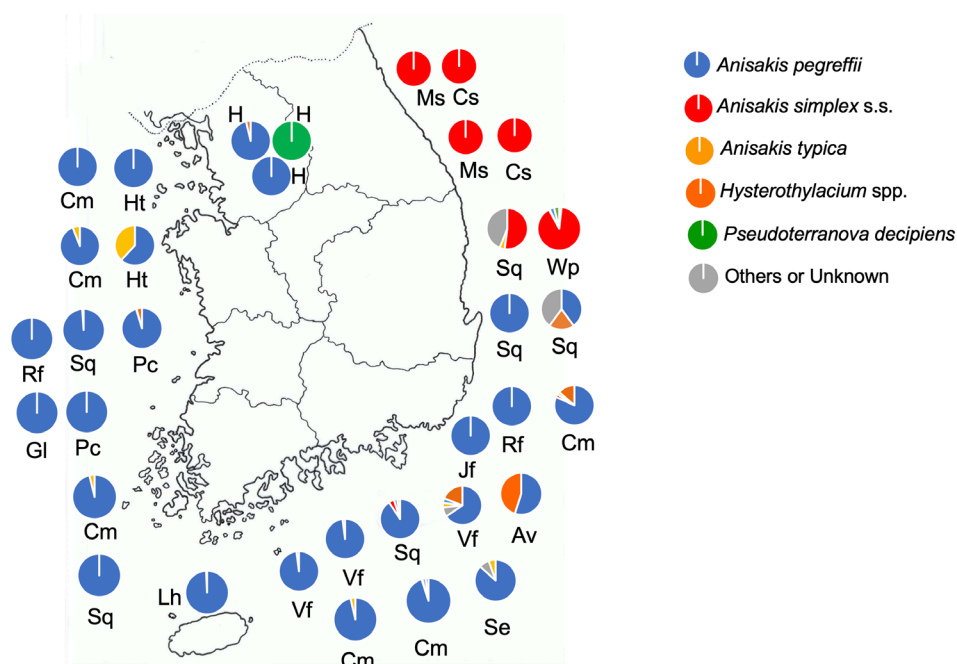 Ms Cs
Anisakis pegreffii
Anisakis simplex s.s.
H H
Ms Cs
Anisakis typica
H
Cm Ht
Hysterothylacium spp.
Pseudoterranova decipiens
Cm Ht
Sq Wp
Others or Unknown
Rf Sq Pc
Sq Sq
Gl Pc
Jf Rf Cm
Cm
Sq Vf Av
Sq
Lh
Vf Vf
Cm Cm Se